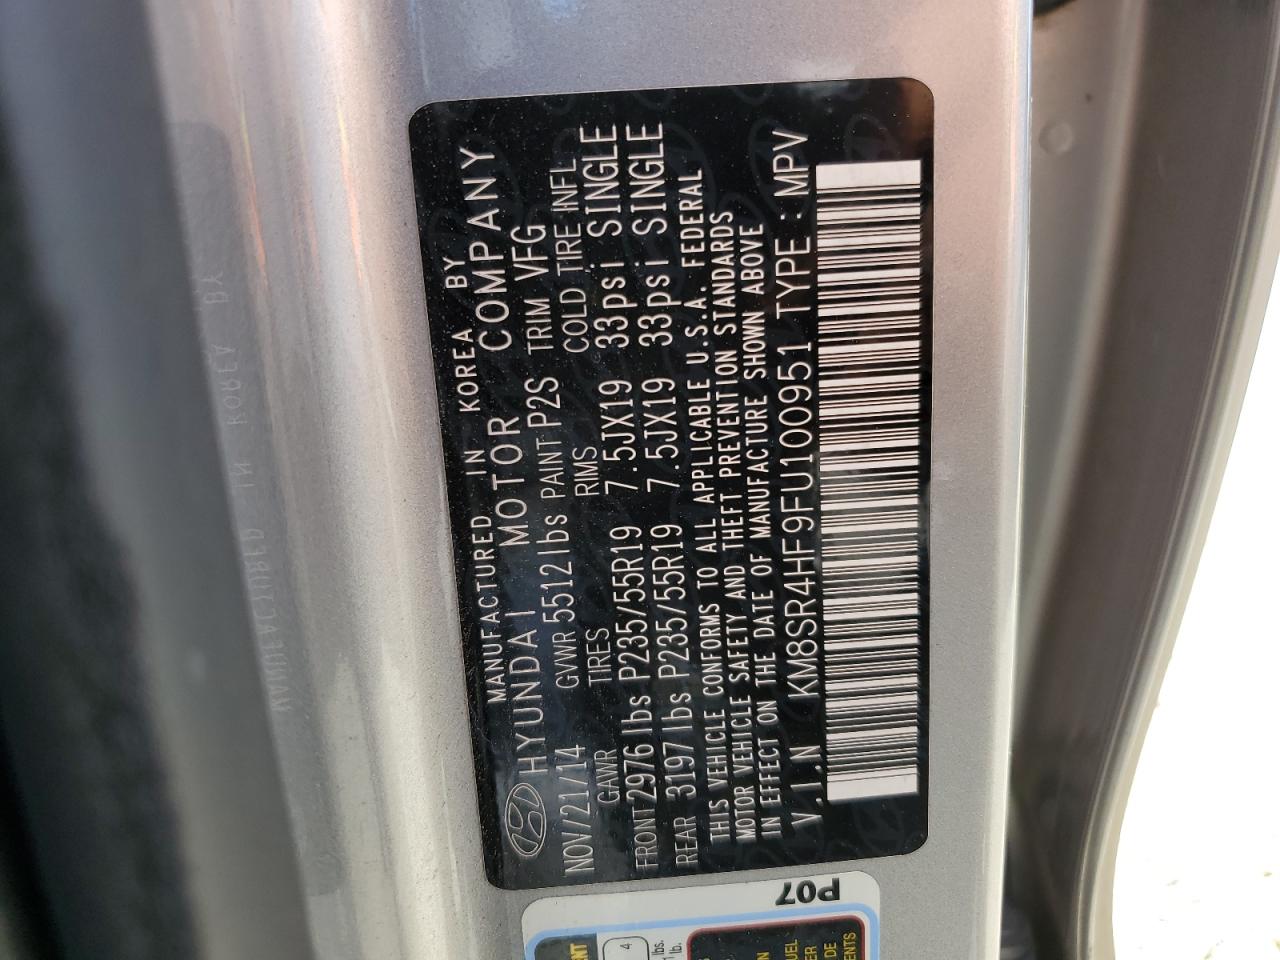 MANUFACTURED IN KOREA BY
HYUNDAI MOTOR COMPANY
NOV/21/14 GVWR 5512lbs PAINT P2S TRIM VFG
GAWR TIRES RIMS COLD TIRE INFL
FRONT 2976lbs P235/55R19 7.5JX19 33psi SINGLE
REAR 3197lbs P235/55R19 7.5JX19 33psi SINGLE
THIS VEHICLE CONFORMS TO ALL APPLICABLE U.S.A. FEDERAL
MOTOR VEHICLE SAFETY AND THEFT PREVENTION STANDARDS
IN EFFECT ON THE DATE OF MANUFACTURE SHOWN ABOVE
V.I.N KM8SR4HF9FU100951 TYPE : MPV
P07
4
lbs.
lb.